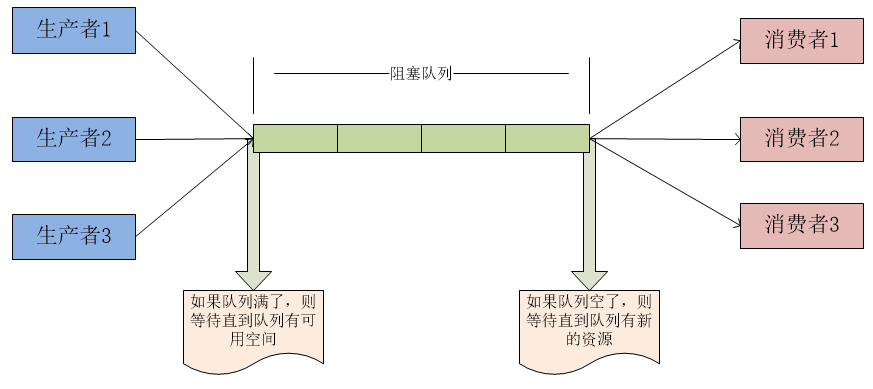 生产者1
消费者1
阻塞队列
生产者2
消费者2
生产者3
消费者3
如果队列满了，则
等待直到队列有可
用空间
如果队列空了，则
等待直到队列有新
的资源